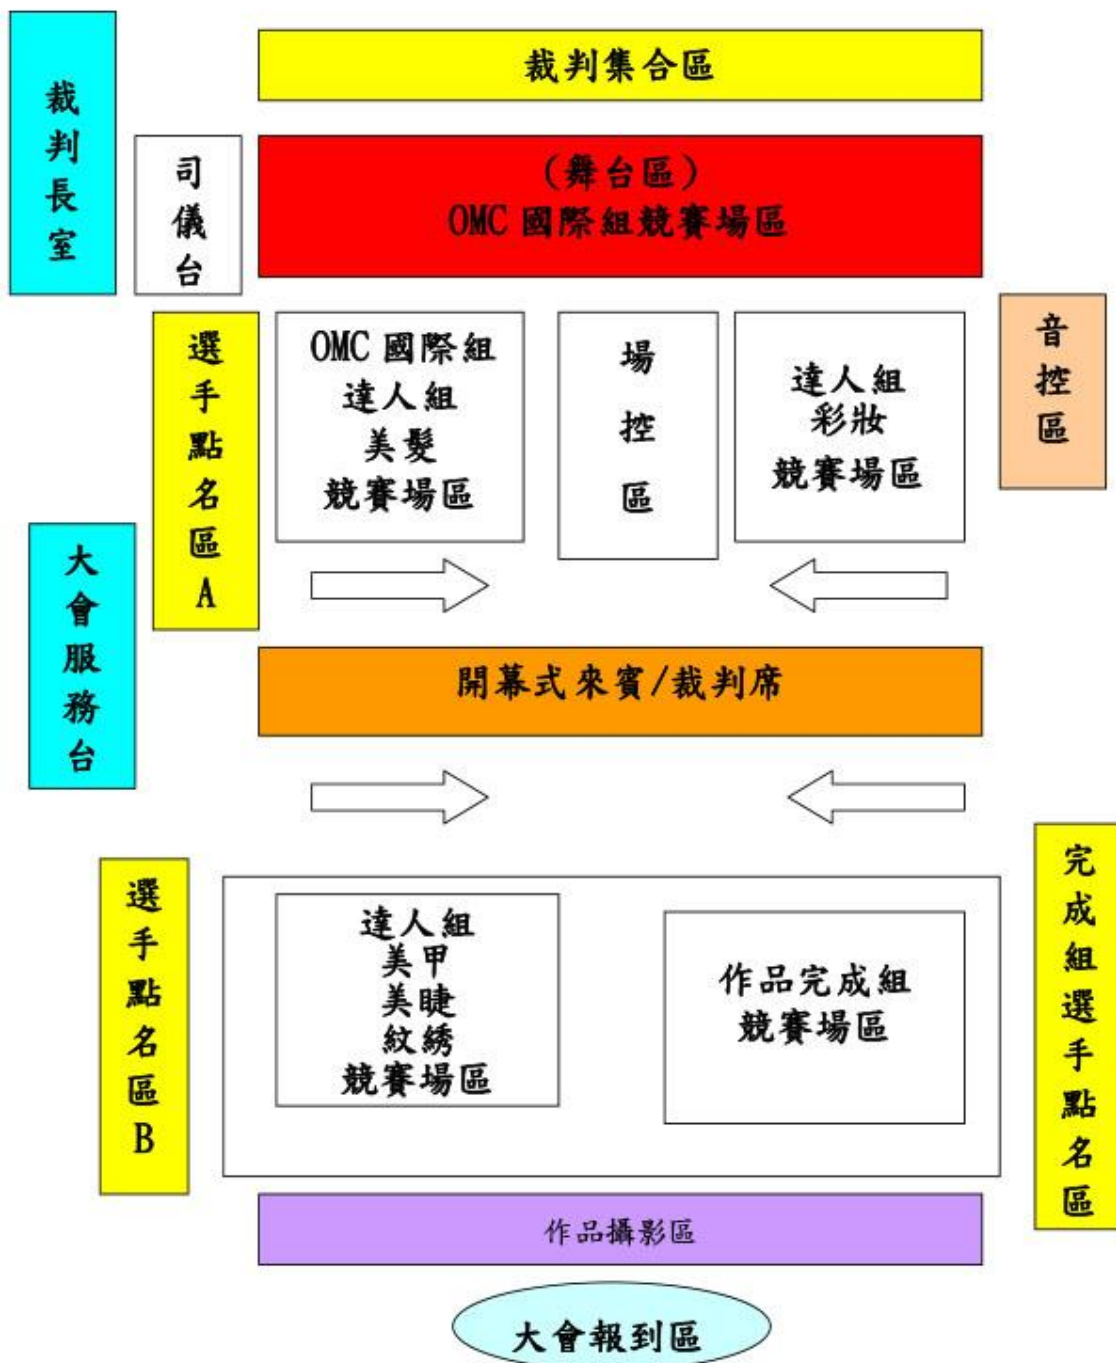 裁判長室
裁判集合區
司儀台
(舞台區)
OMC 國際組競賽場區
選手點名區 A
OMC 國際組
達人組
美髮
競賽場區
場控區
達人組
彩妝
競賽場區
音控區
大會服務台
開幕式來賓/裁判席
選手點名區 B
達人組
美甲
美睫
紋綉
競賽場區
作品完成組
競賽場區
完成組選手點名區
作品攝影區
大會報到區